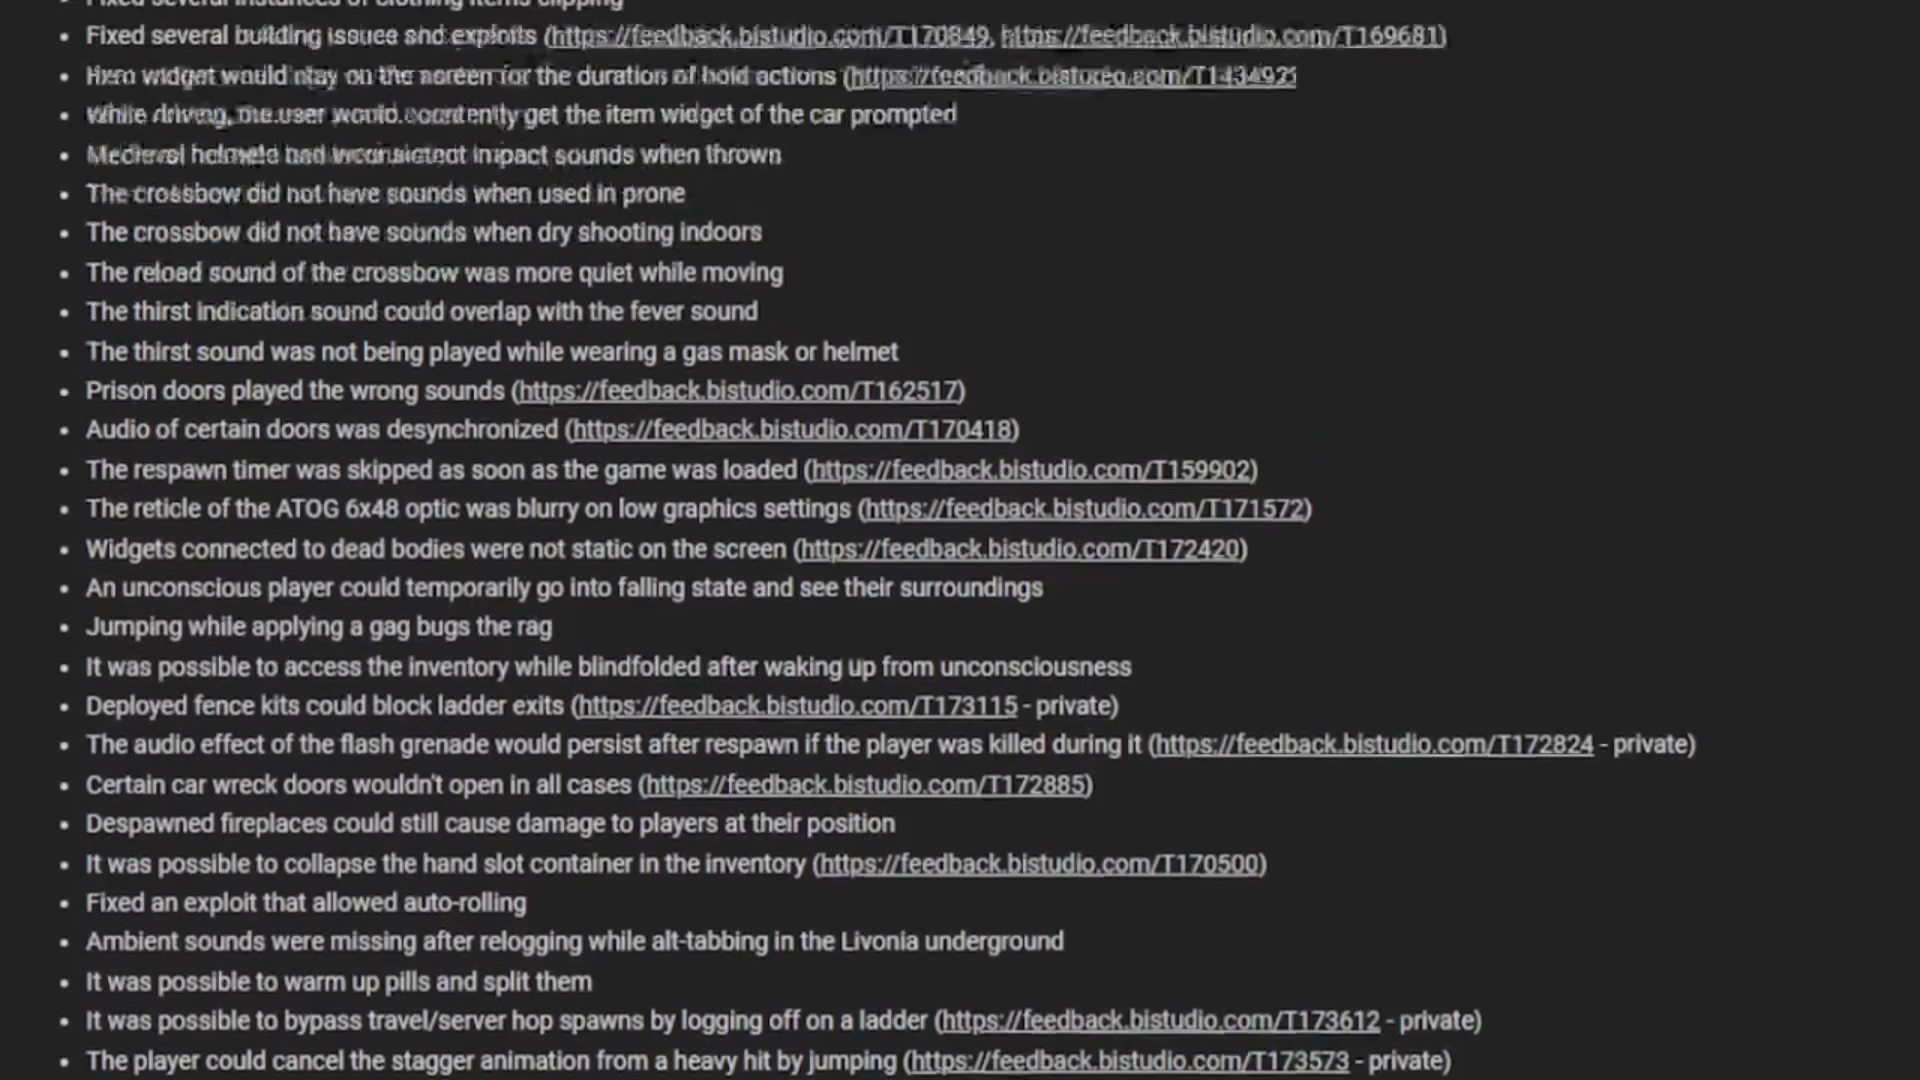 Fixed several instances of clothing items clipping
• Fixed several building issues and exploits (https://feedback.bistudio.com/T170849, https://feedback.bistudio.com/T169681)
• Item widget would stay on the screen for the duration of hold actions (https://feedback.bistudio.com/T143492)
• While driving, the user would constently get the item widget of the car prompted
• Medieval helmets had inconsistent impact sounds when thrown
• The crossbow did not have sounds when used in prone
• The crossbow did not have sounds when dry shooting indoors
• The reload sound of the crossbow was more quiet while moving
• The thirst indication sound could overlap with the fever sound
• The thirst sound was not being played while wearing a gas mask or helmet
• Prison doors played the wrong sounds (https://feedback.bistudio.com/T162517)
• Audio of certain doors was desynchronized (https://feedback.bistudio.com/T170418)
• The respawn timer was skipped as soon as the game was loaded (https://feedback.bistudio.com/T159902)
• The reticle of the ATOG 6x48 optic was blurry on low graphics settings (https://feedback.bistudio.com/T171572)
• Widgets connected to dead bodies were not static on the screen (https://feedback.bistudio.com/T172420)
• An unconscious player could temporarily go into falling state and see their surroundings
• Jumping while applying a gag bugs the rag
• It was possible to access the inventory while blindfolded after waking up from unconsciousness
• Deployed fence kits could block ladder exits (https://feedback.bistudio.com/T173115 - private)
• The audio effect of the flash grenade would persist after respawn if the player was killed during it (https://feedback.bistudio.com/T172824 - private)
• Certain car wreck doors wouldn't open in all cases (https://feedback.bistudio.com/T172885)
• Despawned fireplaces could still cause damage to players at their position
• It was possible to collapse the hand slot container in the inventory (https://feedback.bistudio.com/T170500)
• Fixed an exploit that allowed auto-rolling
• Ambient sounds were missing after relogging while alt-tabbing in the Livonia underground
• It was possible to warm up pills and split them
• It was possible to bypass travel/server hop spawns by logging off on a ladder (https://feedback.bistudio.com/T173612 - private)
• The player could cancel the stagger animation from a heavy hit by jumping (https://feedback.bistudio.com/T173573 - private)